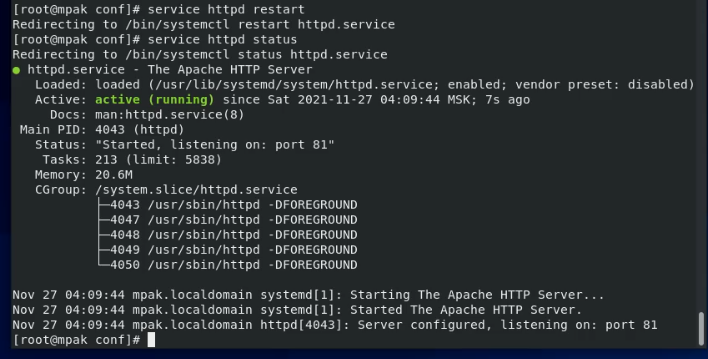 [root@mpak conf]# service httpd restart
Redirecting to /bin/systemctl restart httpd.service
[root@mpak conf]# service httpd status
Redirecting to /bin/systemctl status httpd.service
● httpd.service - The Apache HTTP Server
   Loaded: loaded (/usr/lib/systemd/system/httpd.service; enabled; vendor preset: disabled)
   Active: active (running) since Sat 2021-11-27 04:09:44 MSK; 7s ago
     Docs: man:httpd.service(8)
 Main PID: 4043 (httpd)
   Status: "Started, listening on: port 81"
    Tasks: 213 (limit: 5838)
   Memory: 20.6M
   CGroup: /system.slice/httpd.service
           ├─4043 /usr/sbin/httpd -DFOREGROUND
           ├─4047 /usr/sbin/httpd -DFOREGROUND
           ├─4048 /usr/sbin/httpd -DFOREGROUND
           ├─4049 /usr/sbin/httpd -DFOREGROUND
           └─4050 /usr/sbin/httpd -DFOREGROUND

Nov 27 04:09:44 mpak.localdomain systemd[1]: Starting The Apache HTTP Server...
Nov 27 04:09:44 mpak.localdomain systemd[1]: Started The Apache HTTP Server.
Nov 27 04:09:44 mpak.localdomain httpd[4043]: Server configured, listening on: port 81
[root@mpak conf]#